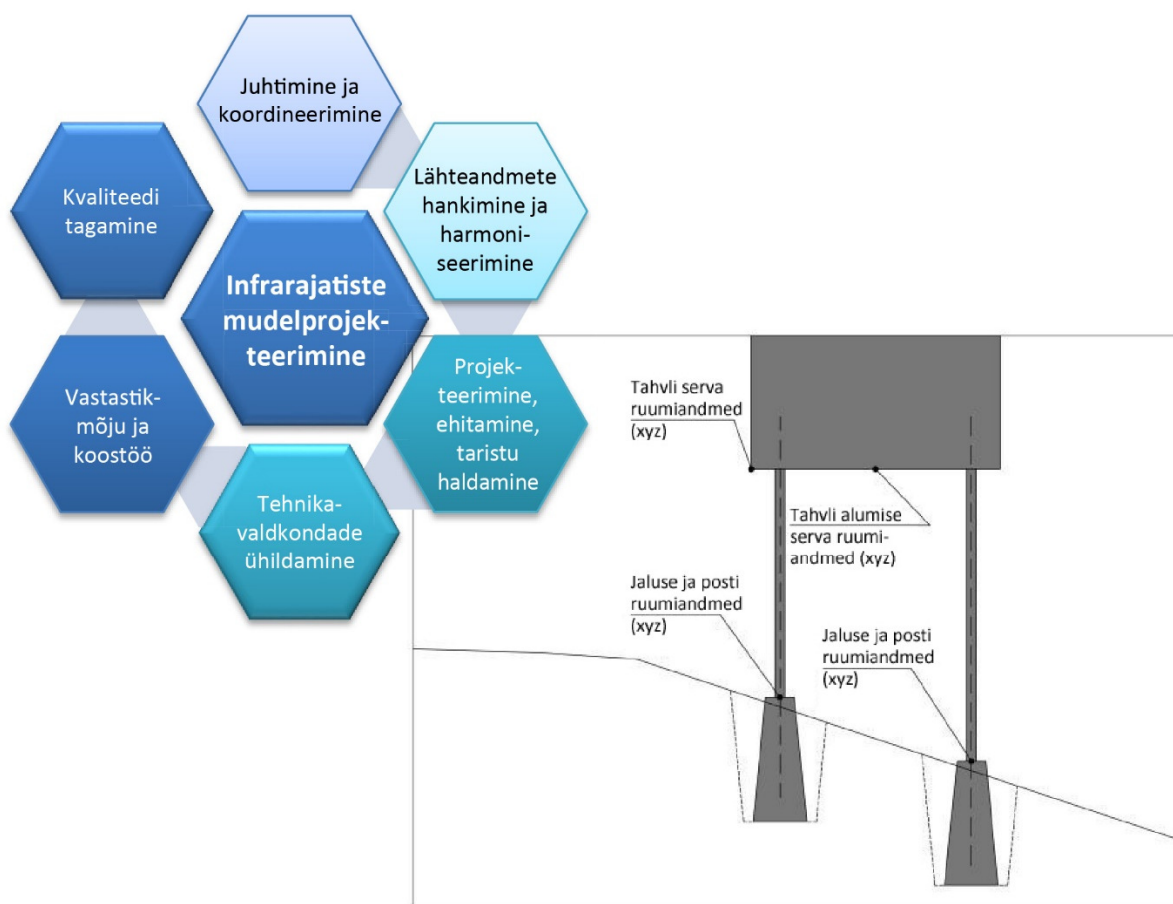 Juhtimine ja
koordineerimine
Kvaliteedi
tagamine
Lähteandmete
hankimine ja
harmoni-
seerimine
Infrarajatiste
mudelprojek-
teerimine
Vastastik-
mõju ja
koostöö
Projek-
teerimine,
ehitamine,
taristu
haldamine
Tehnika-
valdkondade
ühildamine
Tahvli serva
ruumiandmed
(xyz)
Tahvli alumise
serva ruumi-
andmed (xyz)
Jaluse ja posti
ruumiandmed
(xyz)
Jaluse ja posti
ruumiandmed
(xyz)